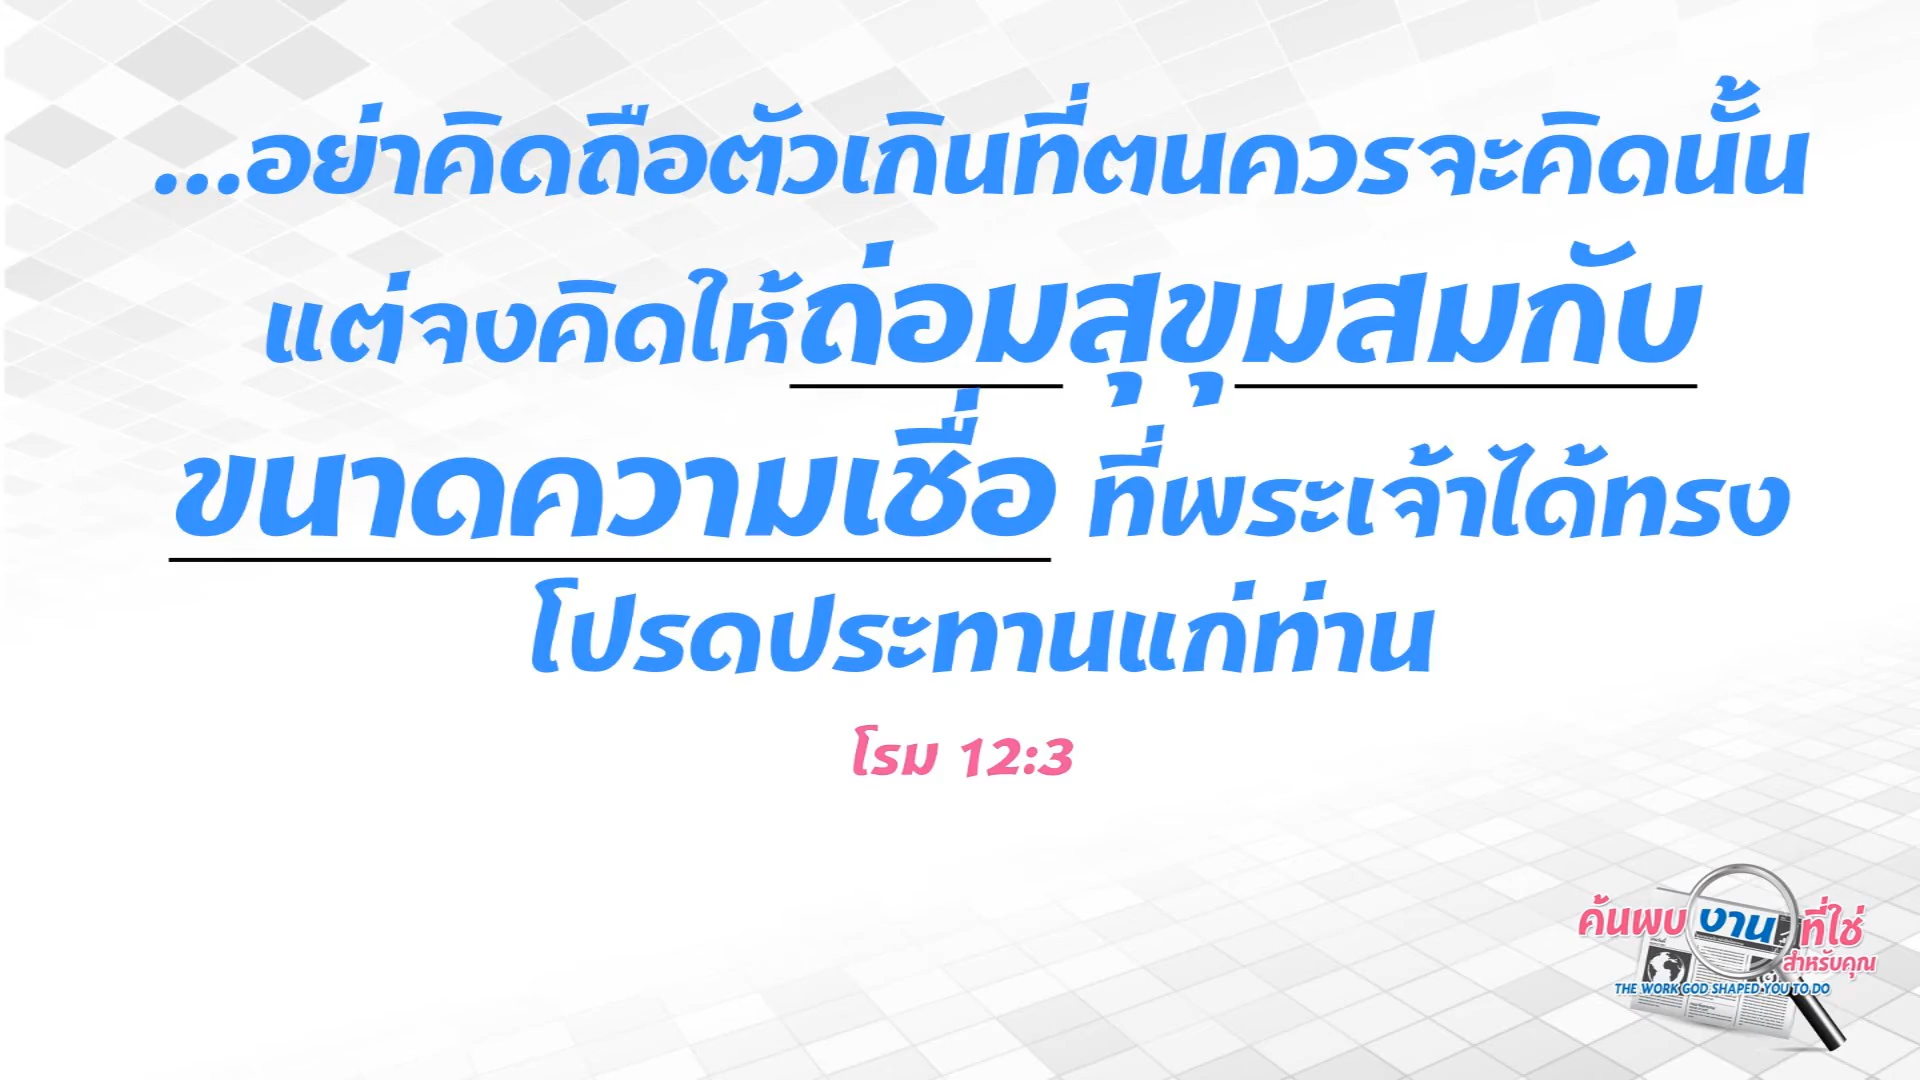 ...อย่าคิดถือตัวเกินที่ตนควรจะคิดนั้น
แต่จงคิดให้ถ่อมสุขุมสมกับ
ขนาดความเชื่อ ที่พระเจ้าได้ทรง
โปรดประทานแก่ท่าน
โรม 12:3
ค้นพบงานที่ใช่
สำหรับคุณ
THE WORK GOD SHAPED YOU TO DO